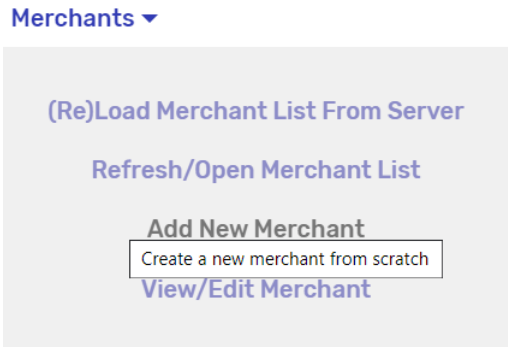 Merchants
(Re)Load Merchant List From Server
Refresh/Open Merchant List
Add New Merchant
Create a new merchant from scratch
View/Edit Merchant